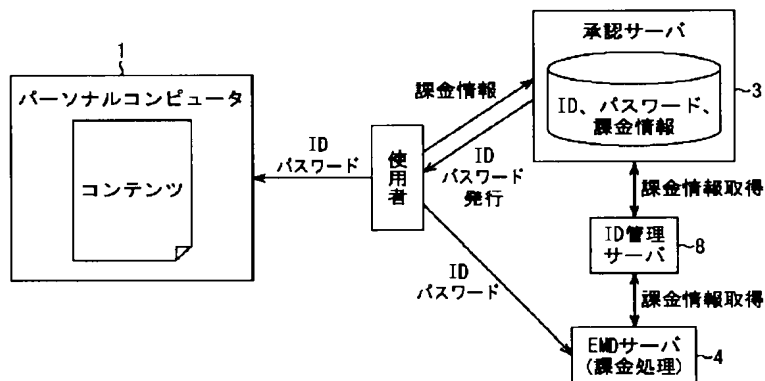 1
パーソナルコンピュータ
コンテンツ
ID
パスワード
使用者
課金情報
ID
パスワード
発行
承認サーバ
ID、パスワード、
課金情報
3
課金情報取得
ID管理
サーバ
8
課金情報取得
ID
パスワード
EMDサーバ
(課金処理)
4